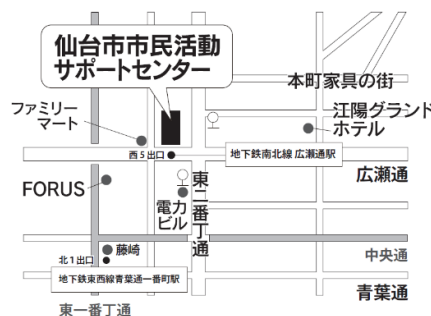 仙台市市民活動
サポートセンター
本町家具の街
ファミリー
マート
江陽グランド
ホテル
西5出口
地下鉄南北線 広瀬通駅
広瀬通
FORUS
電力
ビル
東二番丁通
藤崎
北1出口
中央通
地下鉄東西線青葉通一番町駅
青葉通
東一番丁通